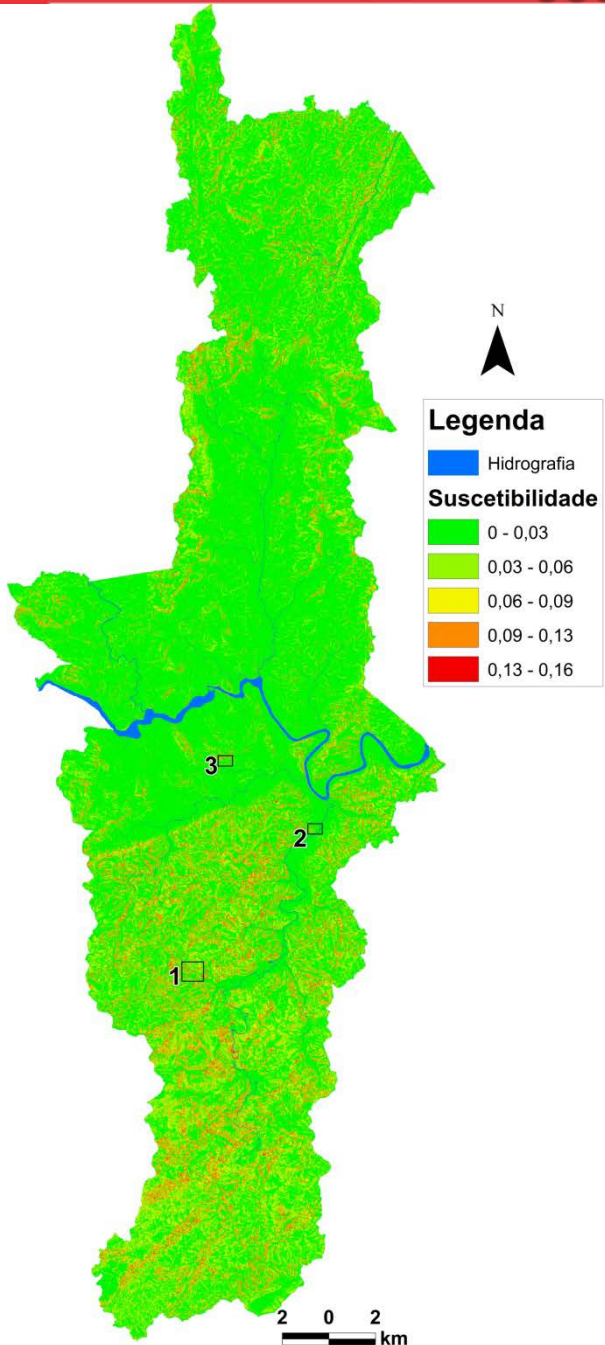 N
Legenda
Hidrografia
Suscetibilidade
0 - 0,03
0,03 - 0,06
0,06 - 0,09
0,09 - 0,13
0,13 - 0,16
3
2
1
2 0 2
km